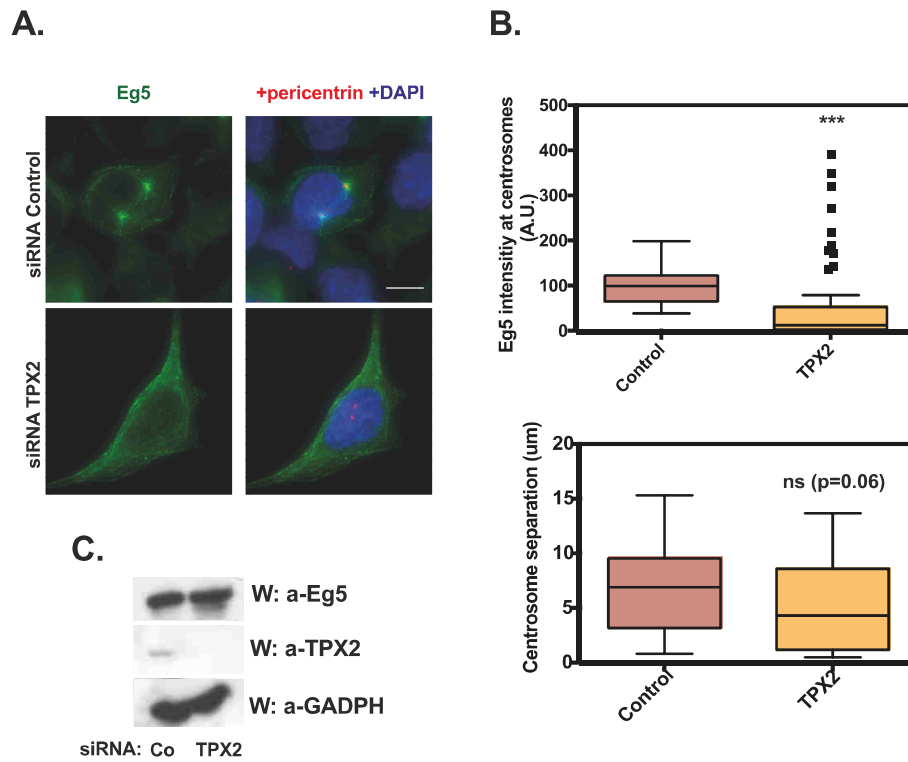 A.
Eg5
+pericentrin +DAPI
siRNA Control
siRNA TPX2
B.
Eg5 intensitiy at centrosomes
(A.U.)
500
400
300
200
100
0
***
Control
TPX2
Centrosome separation (um)
20
15
10
5
0
ns (p=0.06)
Control
TPX2
C.
W: a-Eg5
W: a-TPX2
W: a-GADPH
siRNA: Co TPX2